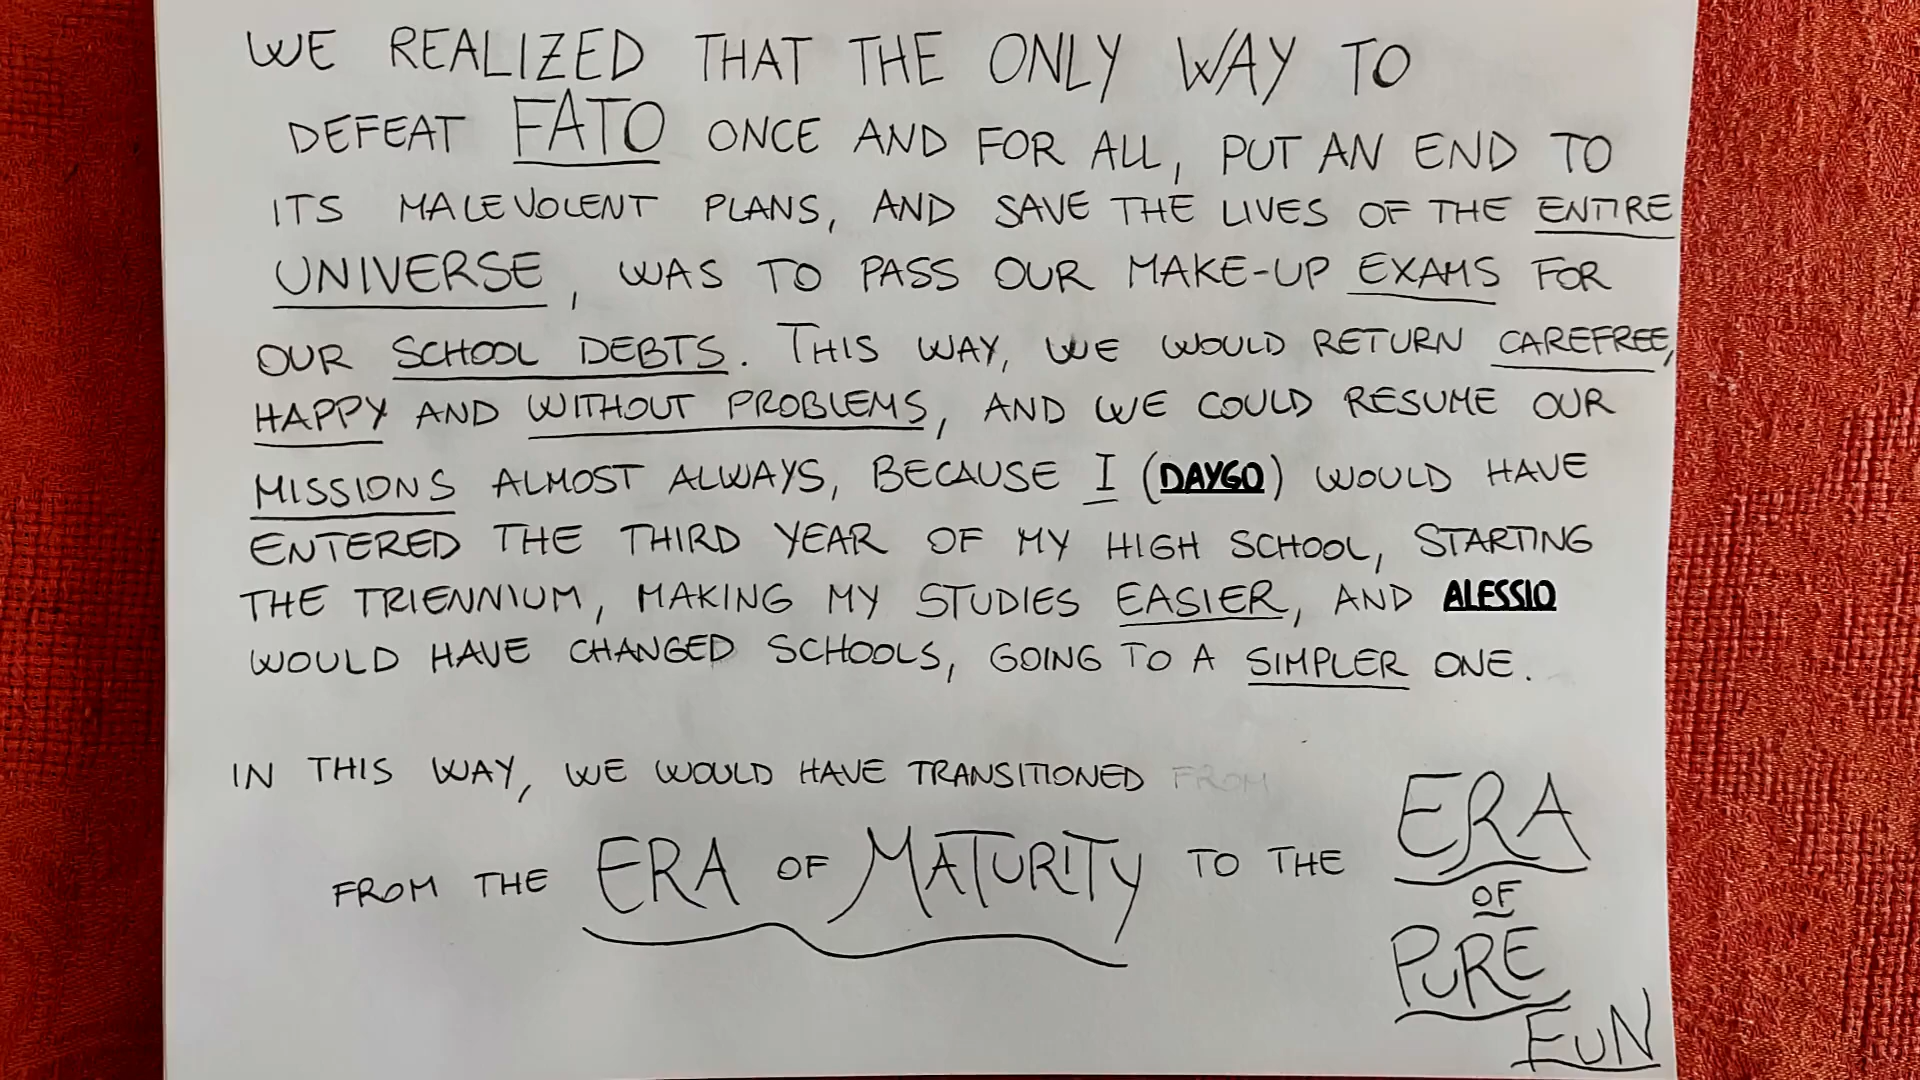 WE REALIZED THAT THE ONLY WAY TO
DEFEAT FATO ONCE AND FOR ALL, PUT AN END TO
ITS MALEVOLENT PLANS, AND SAVE THE LIVES OF THE ENTIRE
UNIVERSE, WAS TO PASS OUR MAKE-UP EXAMS FOR
OUR SCHOOL DEBTS. THIS WAY, WE WOULD RETURN CAREFREE,
HAPPY AND WITHOUT PROBLEMS, AND WE COULD RESUME OUR
MISSIONS ALMOST ALWAYS, BECAUSE I (DAYGO) WOULD HAVE
ENTERED THE THIRD YEAR OF MY HIGH SCHOOL, STARTING
THE TRIENNIUM, MAKING MY STUDIES EASIER, AND ALESSIO
WOULD HAVE CHANGED SCHOOLS, GOING TO A SIMPLER ONE.
IN THIS WAY, WE WOULD HAVE TRANSITIONED FROM
FROM THE ERA OF MATURITY TO THE
ERA
OF
PURE
FUN